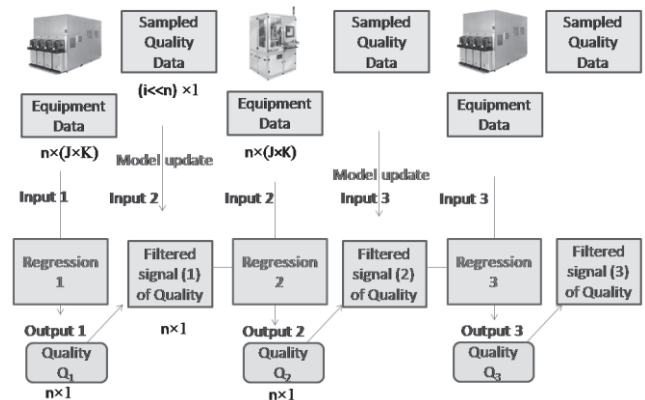 Sampled
Quality
Data
Sampled
Quality
Data
Sampled
Quality
Data
(i<<n) ×1
Equipment
Data
Equipment
Data
Equipment
Data
n×(J×K)
n×(J×K)
Model update
Model update
Input 1
Input 2
Input 2
Input 3
Input 3
Regression
1
Filtered
signal (1)
of Quality
Regression
2
Filtered
signal (2)
of Quality
Regression
3
Filtered
signal (3)
of Quality
Output 1
n×1
Output 2
Output 3
Quality
Q1
Quality
Q2
Quality
Q3
n×1
n×1